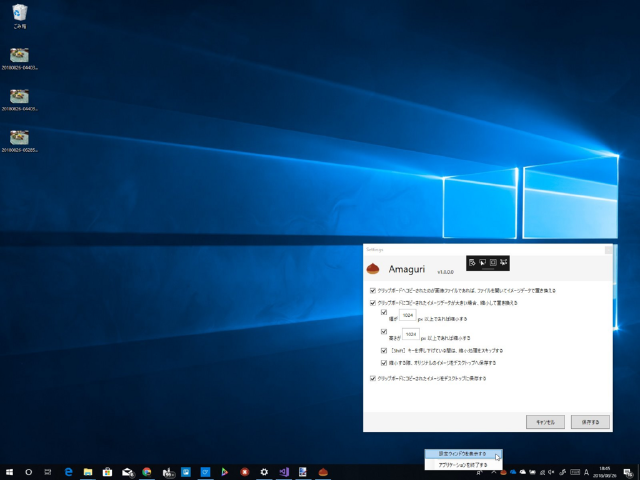 ごみ箱
Settings
Amaguri
v1.0.0.0
クリップボードへコピーされたのが画像ファイルであれば、ファイルを開いてイメージデータで置き換える
クリップボードにコピーされたイメージデータが大きい場合、縮小して置き換える
幅が 1024 px 以上であれば縮小する
高さが 1024 px 以上であれば縮小する
[Shift] キーを押し下げている間は、縮小処理をスキップする
縮小する際、オリジナルのイメージをデスクトップへ保存する
クリップボードにコピーされたイメージをデスクトップに保存する
キャンセル
保存する
設定ウィンドウを表示する
アプリケーションを終了する
A
18:45
2018/08/26